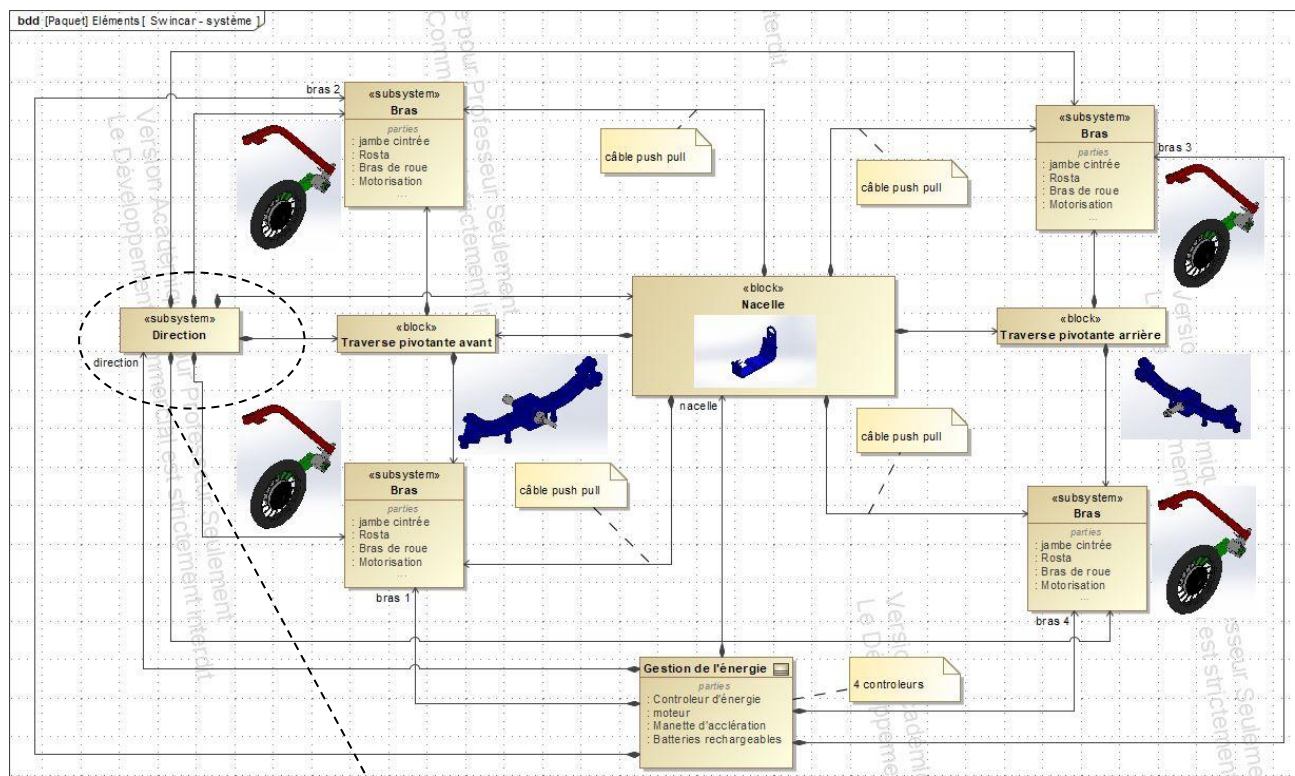 bdd [Paquet] Eléments [ Swincar - système ]
bras 2
«subsystem»
Bras
parties
: jambe cintrée
: Rosta
: Bras de roue
: Motorisation
...
câble push pull
câble push pull
«subsystem»
Bras
parties
: jambe cintrée
: Rosta
: Bras de roue
: Motorisation
...
bras 3
«subsystem»
Direction
direction
«block»
Traverse pivotante avant
«block»
Nacelle
nacelle
«block»
Traverse pivotante arrière
câble push pull
câble push pull
«subsystem»
Bras
parties
: jambe cintrée
: Rosta
: Bras de roue
: Motorisation
...
bras 1
«subsystem»
Bras
parties
: jambe cintrée
: Rosta
: Bras de roue
: Motorisation
...
bras 4
Gestion de l'énergie
parties
: Controleur d'énergie
: moteur
: Manette d'accléra​tion
: Batteries rechargeables
4 controleurs